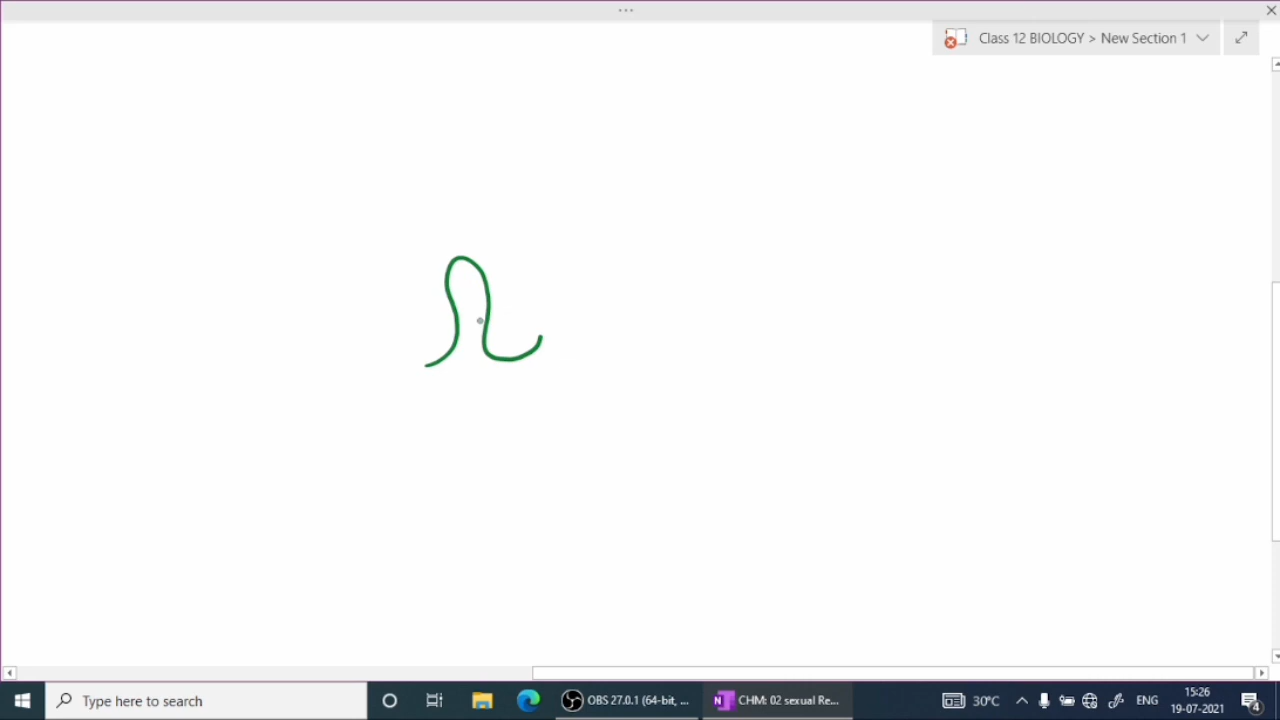 Class 12 BIOLOGY > New Section 1
Type here to search
OBS 27.0.1 (64-bit, ...
CHM: 02 sexual Re...
30°C
ENG
15:26
19-07-2021
4